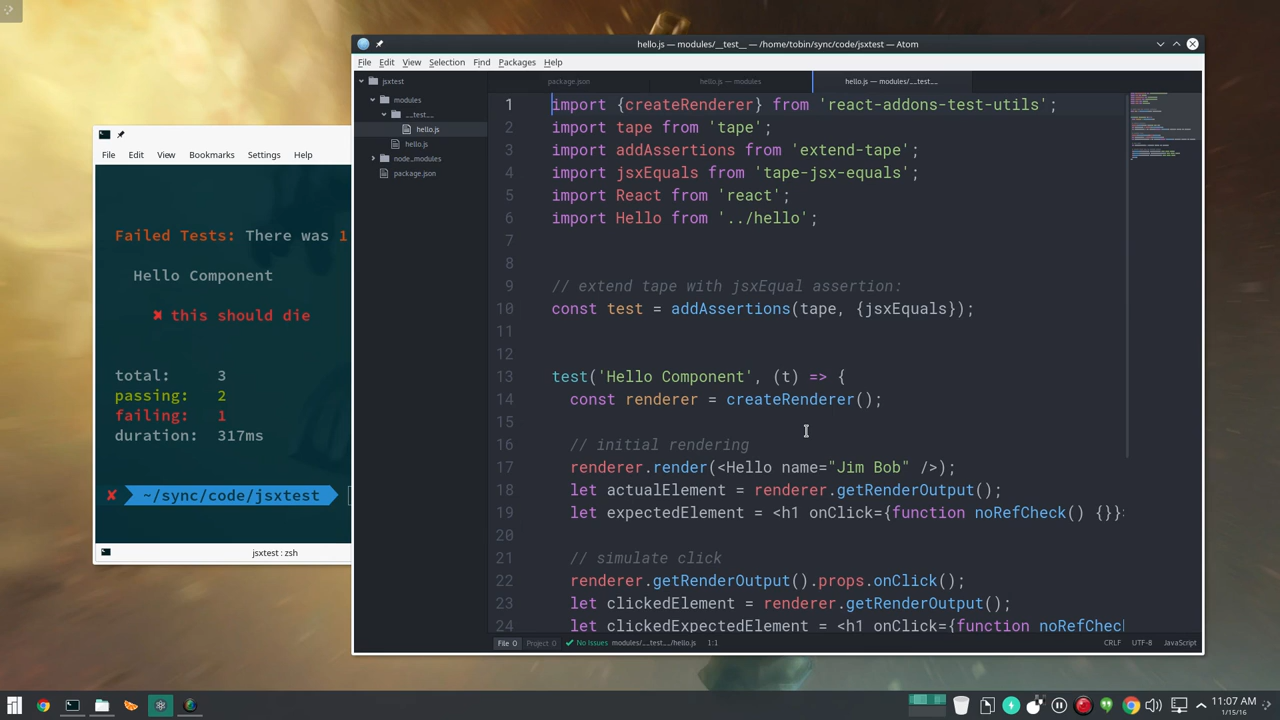 hello.js — modules/__test__ — /home/tobin/sync/code/jsxtest — Atom
File Edit View Selection Find Packages Help
jsxtest
modules
__test__
hello.js
hello.js
node_modules
package.json
package.json
hello.js — modules
hello.js — modules/__test__
1 import {createRenderer} from 'react-addons-test-utils';
2 import tape from 'tape';
3 import addAssertions from 'extend-tape';
4 import jsxEquals from 'tape-jsx-equals';
5 import React from 'react';
6 import Hello from '../hello';
7
8
9 // extend tape with jsxEqual assertion:
10 const test = addAssertions(tape, {jsxEquals});
11
12
13 test('Hello Component', (t) => {
14 const renderer = createRenderer();
15
16 // initial rendering
17 renderer.render(<Hello name="Jim Bob" />);
18 let actualElement = renderer.getRenderOutput();
19 let expectedElement = <h1 onClick={function noRefCheck() {}}>
20
21 // simulate click
22 renderer.getRenderOutput().props.onClick();
23 let clickedElement = renderer.getRenderOutput();
24 let clickedExpectedElement = <h1 onClick={function noRefChec
File 0 Project 0 No Issues modules/__test__/hello.js 1:1 CRLF UTF-8 JavaScript
File Edit View Bookmarks Settings Help
Failed Tests: There was 1
Hello Component
✘ this should die
total: 3
passing: 2
failing: 1
duration: 317ms
✘ ~/sync/code/jsxtest
jsxtest : zsh
11:07 AM
1/15/16